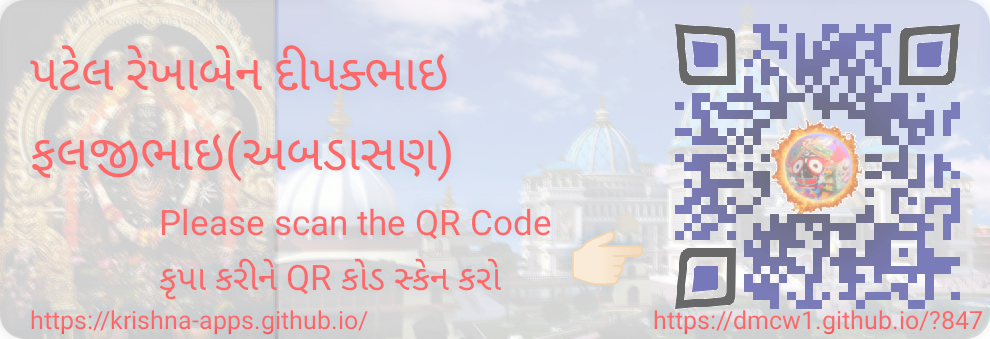 પટેલ રેખાબેન દીપકભાઇ
ફલજીભાઇ(અબડાસણ)
Please scan the QR Code
કૃપા કરીને QR કોડ સ્કેન કરો
https://krishna-apps.github.io/
https://dmcw1.github.io/?847